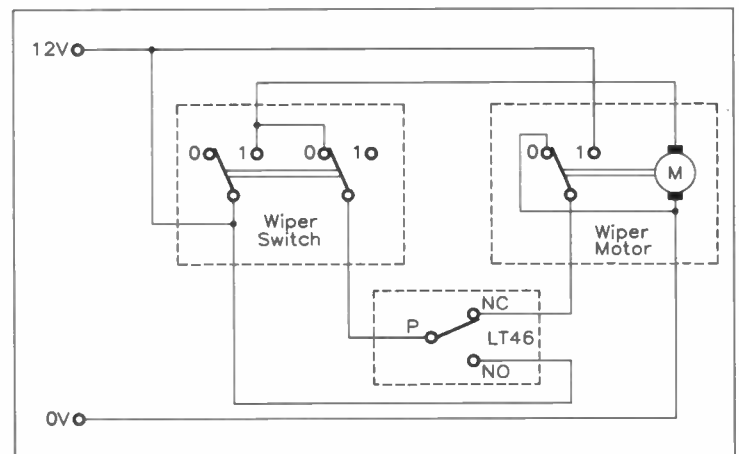 12V
0 1 0 1
0 1
M
Wiper
Switch
Wiper
Motor
NC
P
LT46
NO
0V